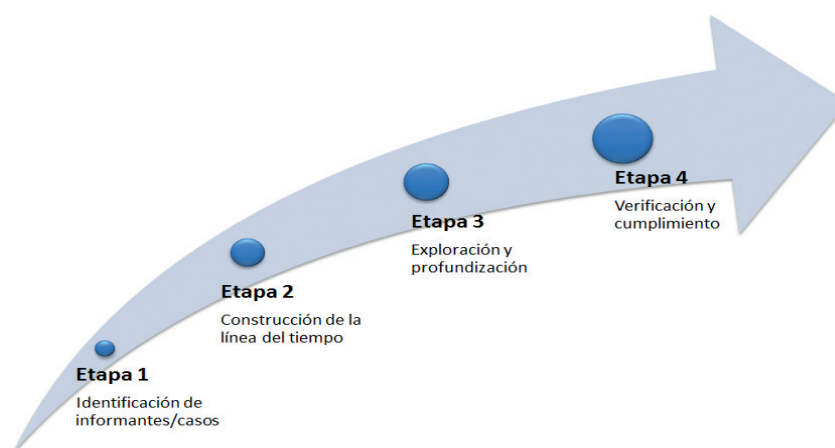 Etapa 1
Identificación de
informantes/casos
Etapa 2
Construcción de la
línea del tiempo
Etapa 3
Exploración y
profundización
Etapa 4
Verificación y
cumplimiento